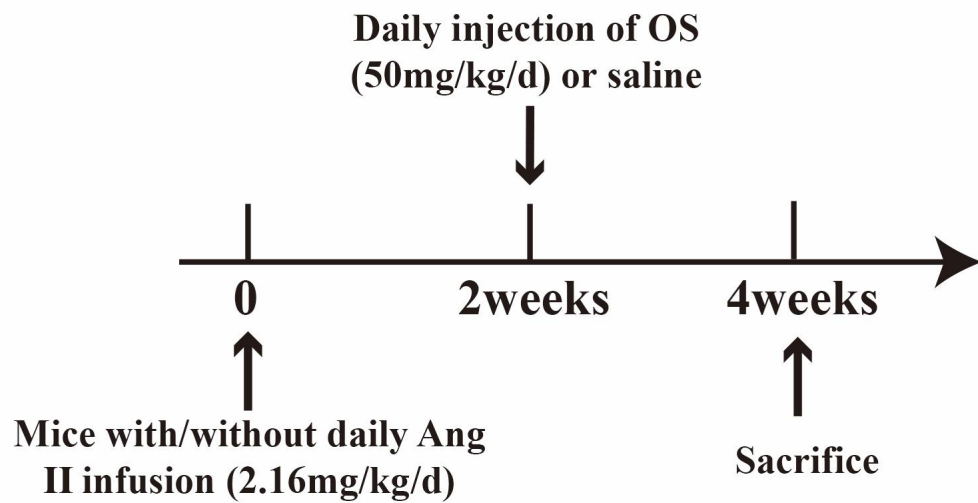 Daily injection of OS
(50mg/kg/d) or saline
0
2weeks
4weeks
Mice with/without daily Ang
II infusion (2.16mg/kg/d)
Sacrifice